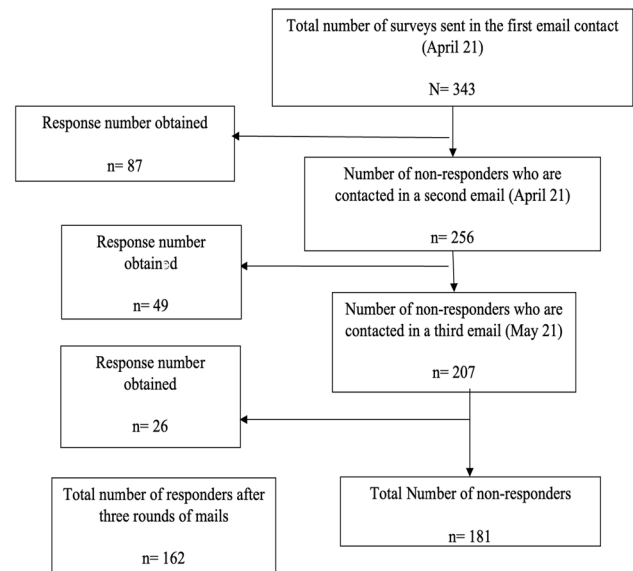 Total number of surveys sent in the first email contact
(April 21)
N= 343
Response number obtained
n= 87
Number of non-responders who are
contacted in a second email (April 21)
n= 256
Response number
obtained
n= 49
Number of non-responders who are
contacted in a third email (May 21)
n= 207
Response number
obtained
n= 26
Total number of responders after
three rounds of mails
n= 162
Total Number of non-responders
n= 181